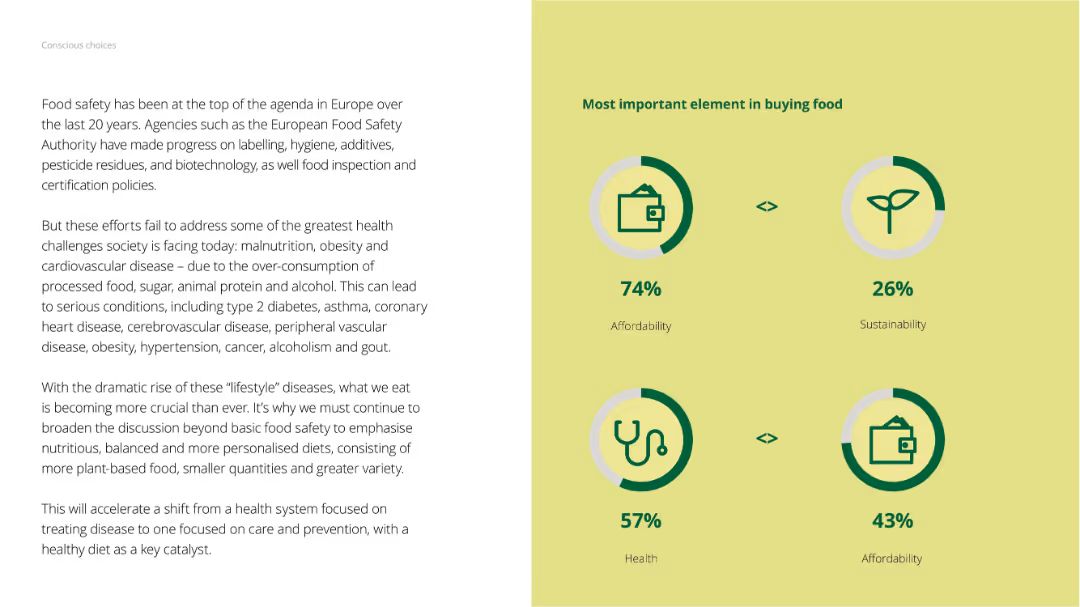 Conscious choices
Food safety has been at the top of the agenda in Europe over
the last 20 years. Agencies such as the European Food Safety
Authority have made progress on labelling, hygiene, additives,
pesticide residues, and biotechnology, as well food inspection and
certification policies.
But these efforts fail to address some of the greatest health
challenges society is facing today: malnutrition, obesity and
cardiovascular disease – due to the over-consumption of
processed food, sugar, animal protein and alcohol. This can lead
to serious conditions, including type 2 diabetes, asthma, coronary
heart disease, cerebrovascular disease, peripheral vascular
disease, obesity, hypertension, cancer, alcoholism and gout.
With the dramatic rise of these “lifestyle” diseases, what we eat
is becoming more crucial than ever. It’s why we must continue to
broaden the discussion beyond basic food safety to emphasise
nutritious, balanced and more personalised diets, consisting of
more plant-based food, smaller quantities and greater variety.
This will accelerate a shift from a health system focused on
treating disease to one focused on care and prevention, with a
healthy diet as a key catalyst.
Most important element in buying food
<>
74% 26%
Affordability Sustainability
<>
57% 43%
Health Affordability